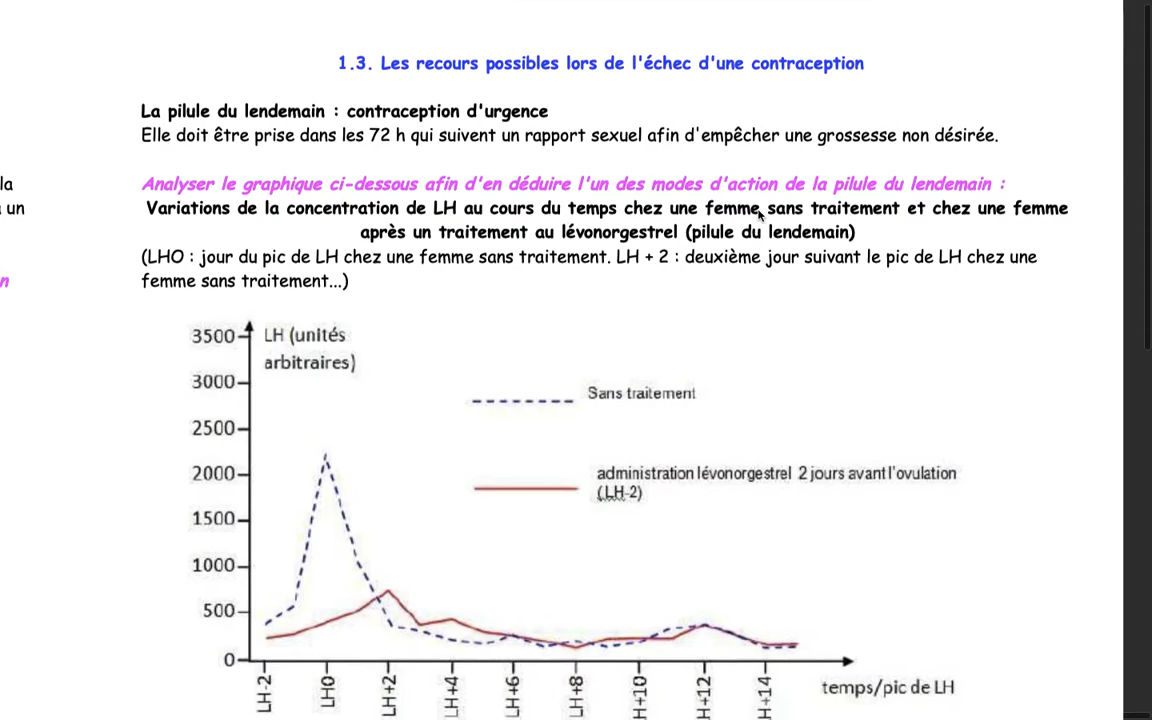 1.3. Les recours possibles lors de l'échec d'une contraception
La pilule du lendemain : contraception d'urgence
Elle doit être prise dans les 72 h qui suivent un rapport sexuel afin d'empêcher une grossesse non désirée.
la
Analyser le graphique ci-dessous afin d'en déduire l'un des modes d'action de la pilule du lendemain :
un
Variations de la concentration de LH au cours du temps chez une femme sans traitement et chez une femme
après un traitement au lévonorgestrel (pilule du lendemain)
(LHO : jour du pic de LH chez une femme sans traitement. LH + 2 : deuxième jour suivant le pic de LH chez une
n
femme sans traitement...)
3500
LH (unités
arbitraires)
3000
Sans traitement
2500
2000
administration lévonorgestrel 2 jours avant l'ovulation
(LH-2)
1500
1000
500
0
temps/pic de LH
LH-2
LH0
LH+2
LH+4
LH+6
LH+8
H+10
H+12
H+14